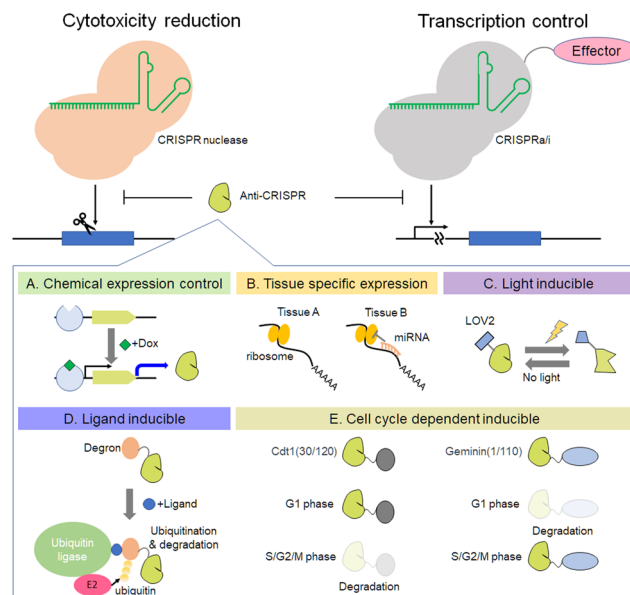 Cytotoxicity reduction
Transcription control
Effector
CRISPR nuclease
CRISPRa/i
Anti-CRISPR
A. Chemical expression control
B. Tissue specific expression
C. Light inducible
+Dox
Tissue A
Tissue B
miRNA
ribosome
LOV2
No light
D. Ligand inducible
E. Cell cycle dependent inducible
Degron
+Ligand
Ubiquitin
ligase
Ubiquitination
& degradation
E2
ubiquitin
Cdt1(30/120)
Geminin(1/110)
G1 phase
G1 phase
Degradation
S/G2/M phase
S/G2/M phase
Degradation